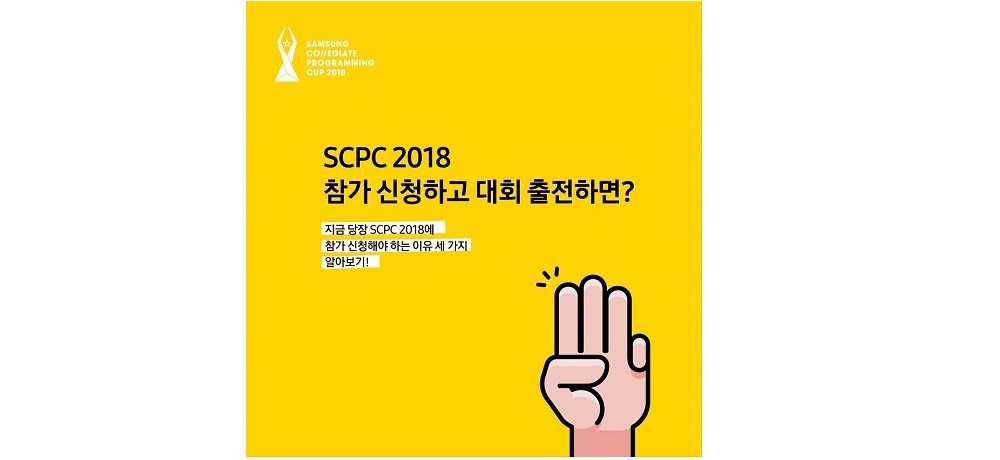 SAMSUNG
CO//EGIATE
PROGRAMMING
CUP 2018
SCPC 2018
참가 신청하고 대회 출전하면?
지금 당장 SCPC 2018에
참가 신청해야 하는 이유 세 가지
알아보기!